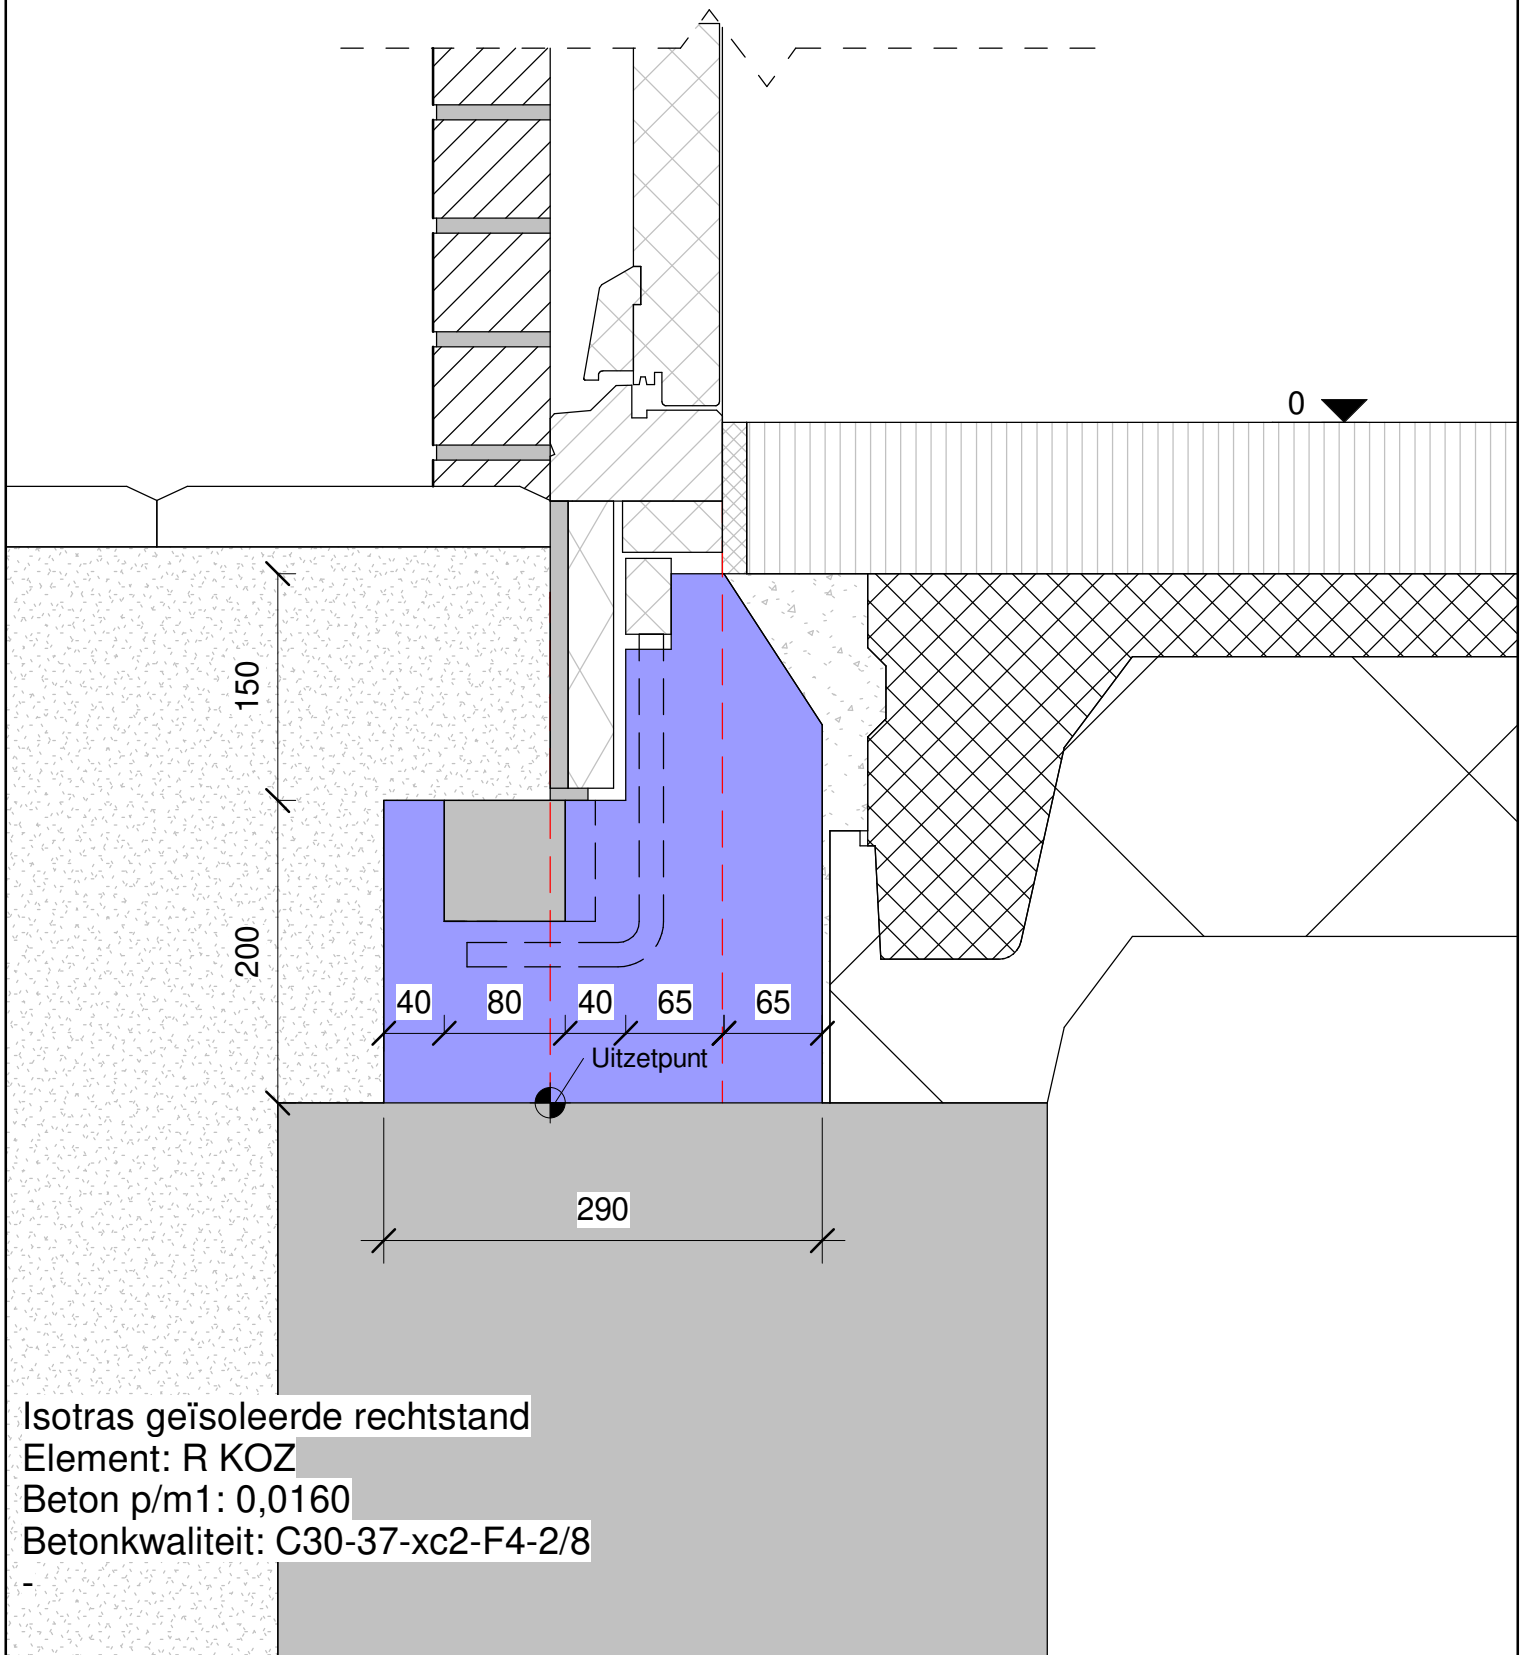 0
150
200
40 80 40 65 65
Uitzetpunt
290
Isotras geïsoleerde rechtstand
Element: R KOZ
Beton p/m1: 0,0160
Betonkwaliteit: C30-37-xc2-F4-2/8
-